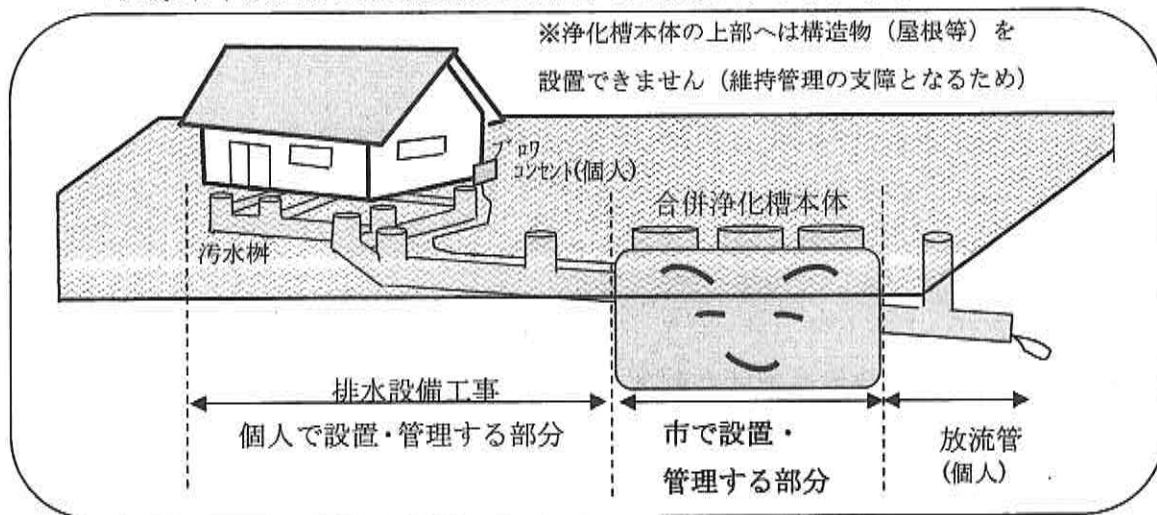 ※浄化槽本体の上部へは構造物（屋根等）を
設置できません（維持管理の支障となるため）
ブロワ
コンセント(個人)
合併浄化槽本体
汚水桝
排水設備工事
個人で設置・管理する部分
市で設置・
管理する部分
放流管
(個人)